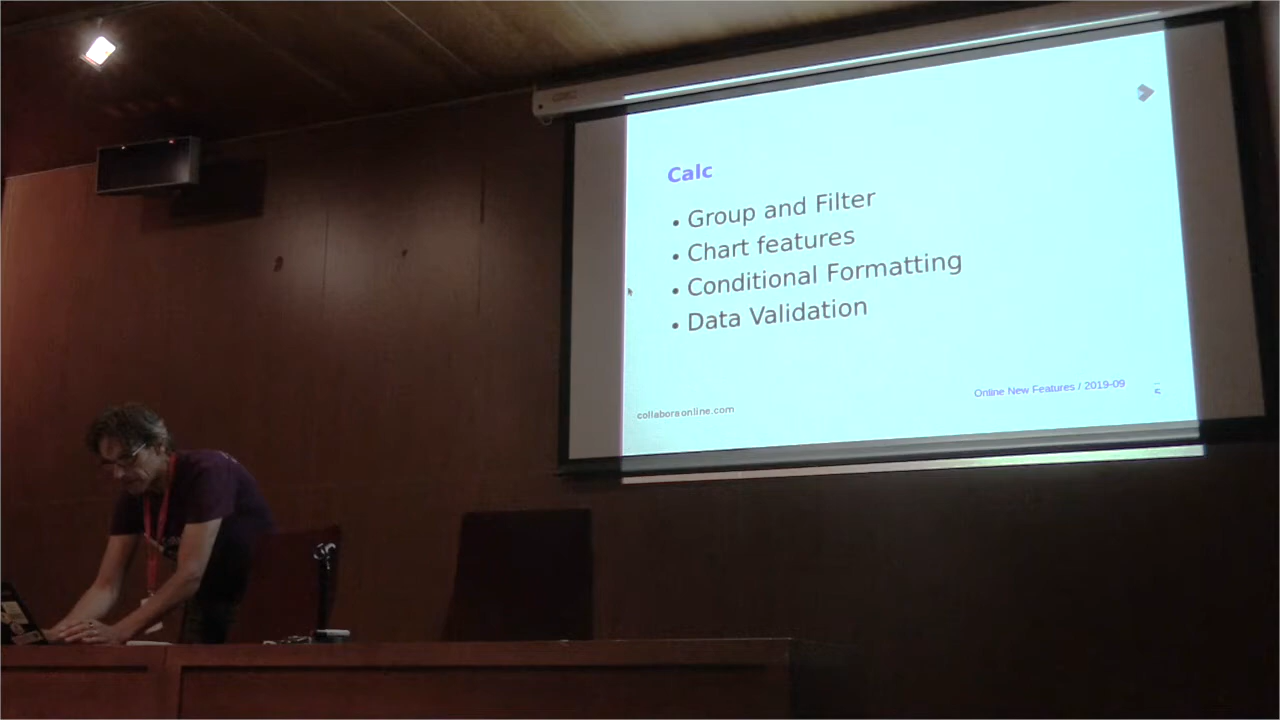 Calc
• Group and Filter
• Chart features
• Conditional Formatting
• Data Validation
Online New Features / 2019-09
collaboraonline.com